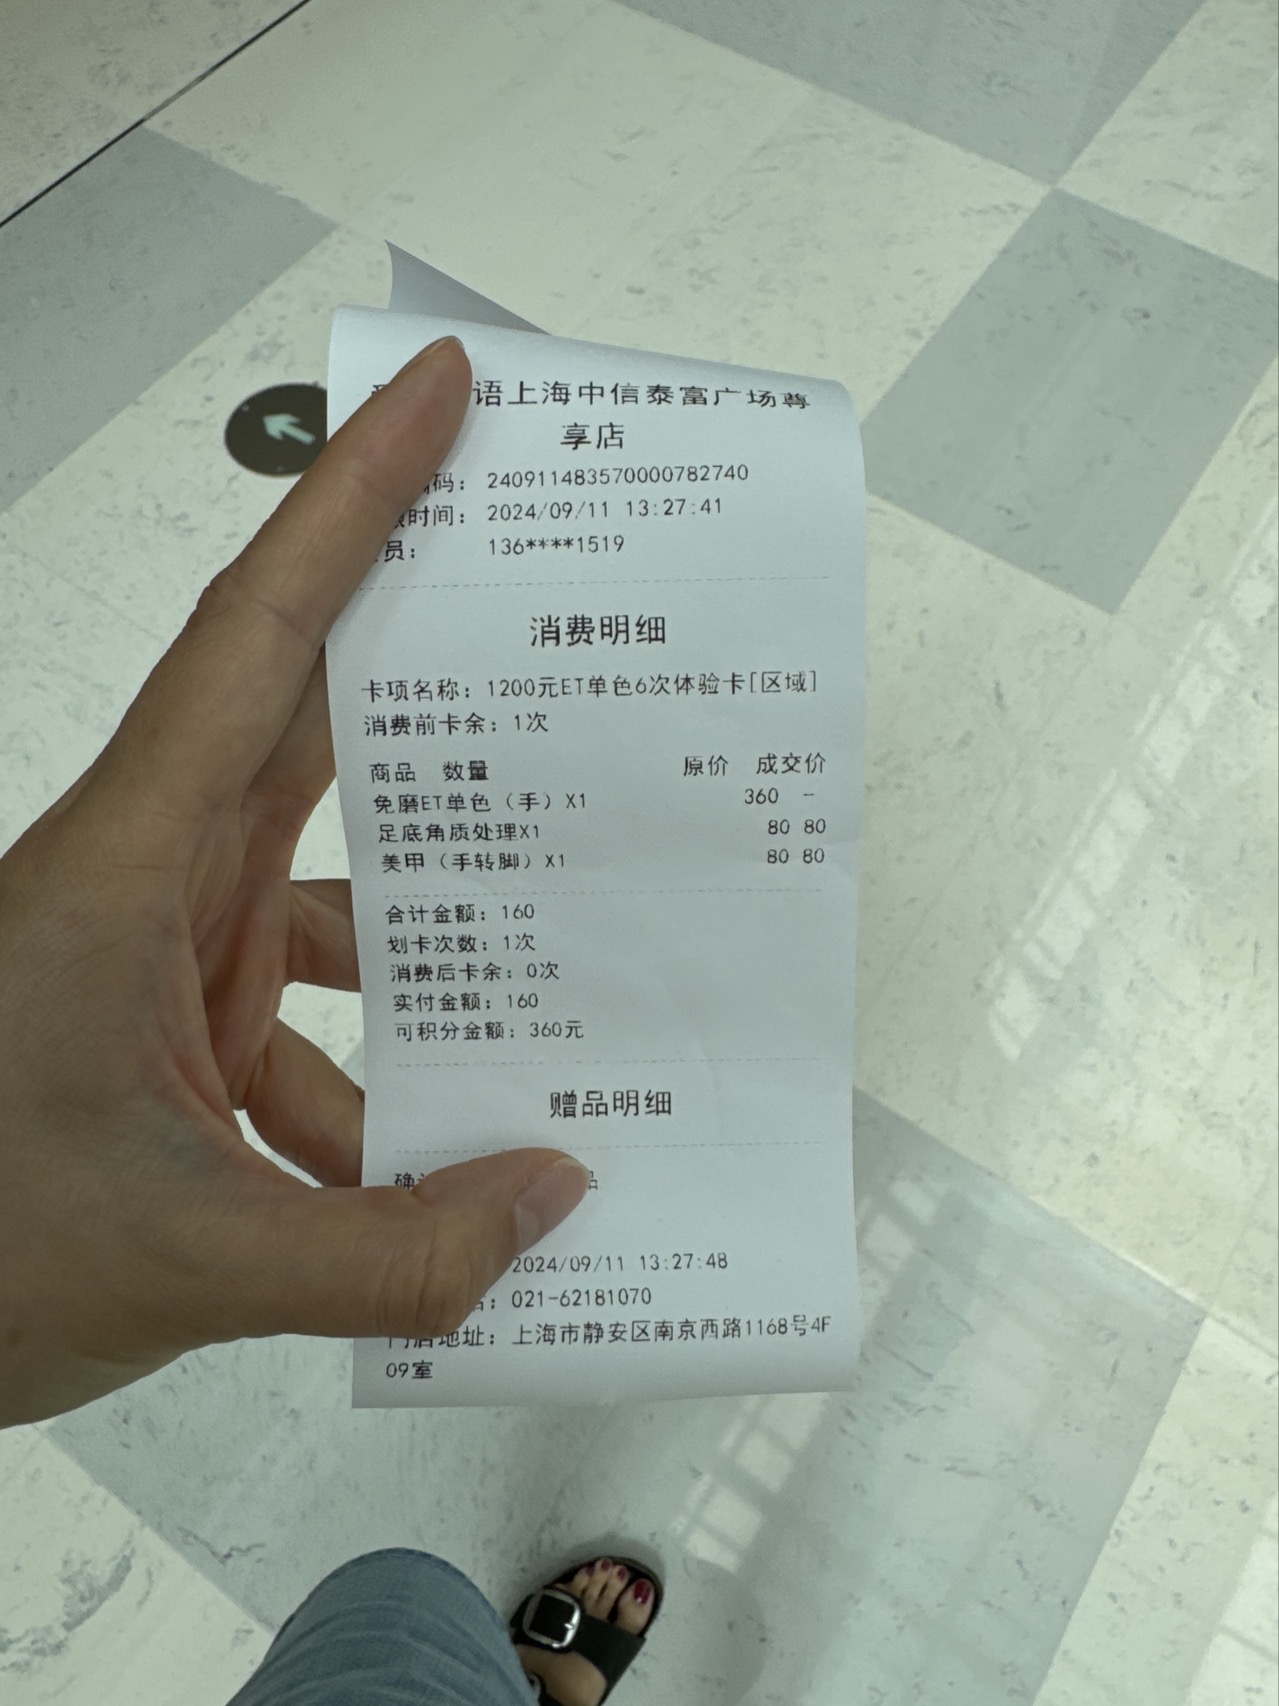 语上海中信泰富广场尊
享店
码： 240911483570000782740
时间： 2024/09/11 13:27:41
员： 136****1519
消费明细
卡项名称：1200元ET单色6次体验卡[区域]
消费前卡余：1次
商品 数量 原价 成交价
免磨ET单色（手）X1 360 -
足底角质处理X1 80 80
美甲（手转脚）X1 80 80
合计金额：160
划卡次数：1次
消费后卡余：0次
实付金额：160
可积分金额：360元
赠品明细
确
品
2024/09/11 13:27:48
：021-62181070
门店地址：上海市静安区南京西路1168号4F
09室